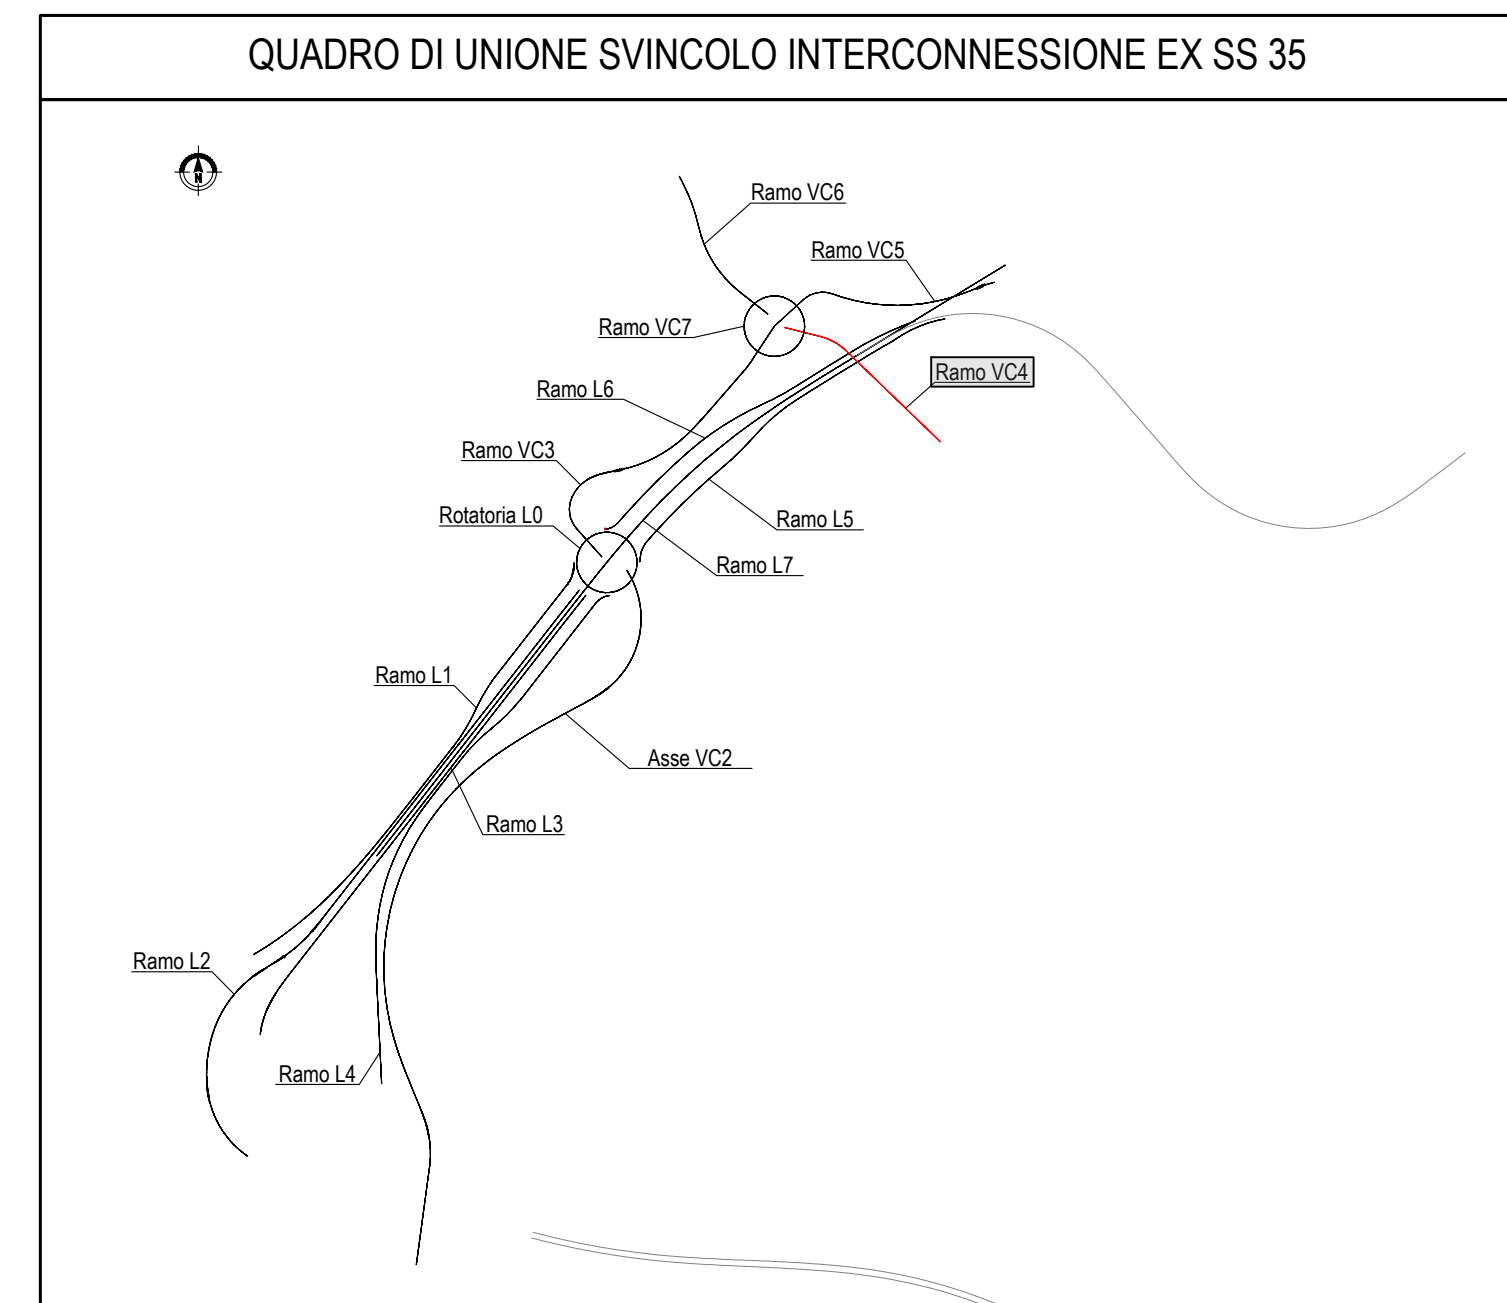 QUADRO DI UNIONE SVINCOLO INTERCONNESSIONE EX SS 35
N
Ramo VC6
Ramo VC5
Ramo VC7
Ramo VC4
Ramo L6
Ramo VC3
Rotatoria L0
Ramo L5
Ramo L7
Ramo L1
Asse VC2
Ramo L3
Ramo L2
Ramo L4